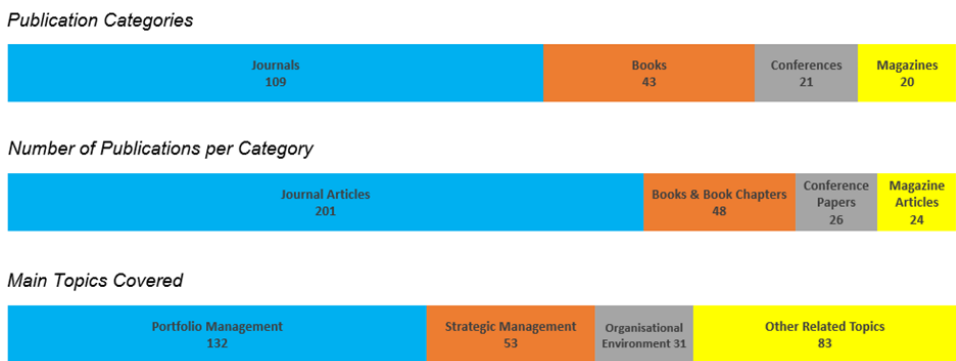 Publication Categories
Journals
109
Books
43
Conferences
21
Magazines
20
Number of Publications per Category
Journal Articles
201
Books & Book Chapters
48
Conference
Papers
26
Magazine
Articles
24
Main Topics Covered
Portfolio Management
132
Strategic Management
53
Organisational
Environment 31
Other Related Topics
83